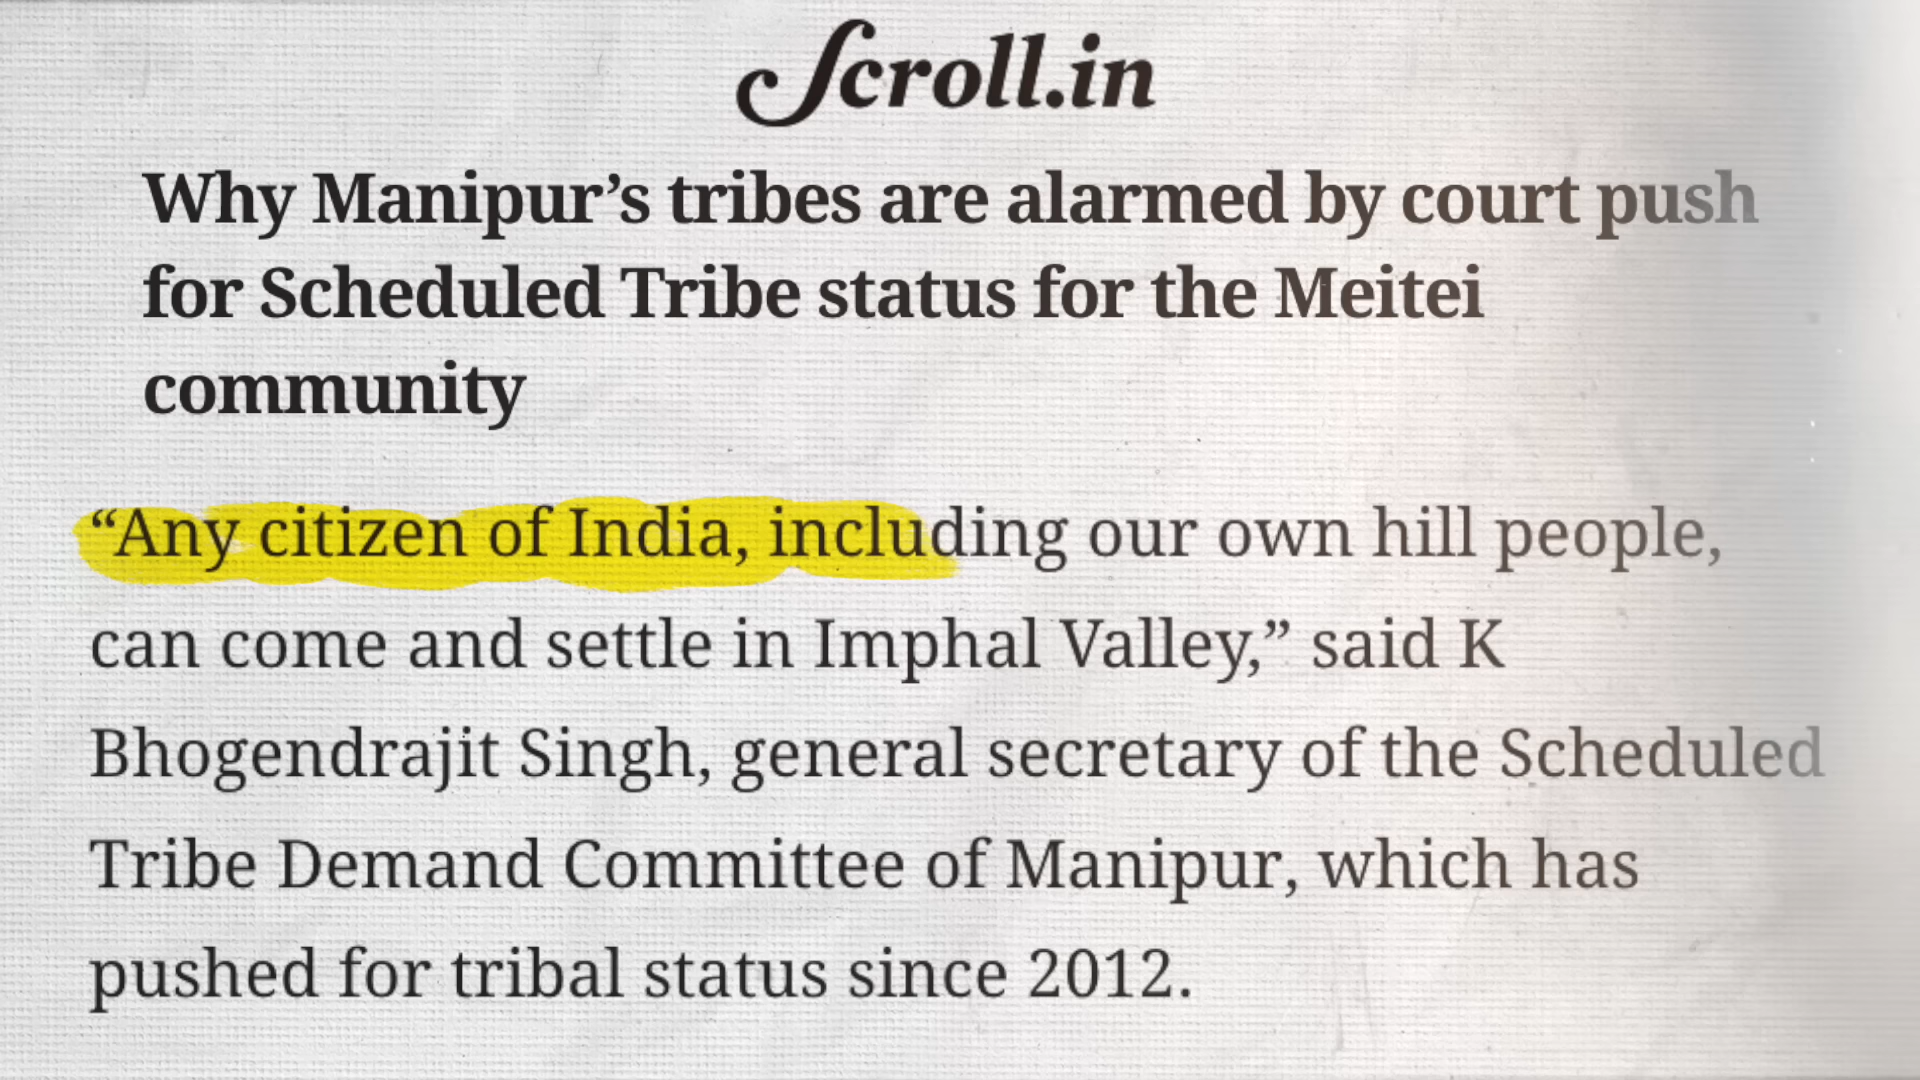 Scroll.in
Why Manipur’s tribes are alarmed by court push
for Scheduled Tribe status for the Meitei
community
“Any citizen of India, including our own hill people,
can come and settle in Imphal Valley,” said K
Bhogendrajit Singh, general secretary of the Scheduled
Tribe Demand Committee of Manipur, which has
pushed for tribal status since 2012.